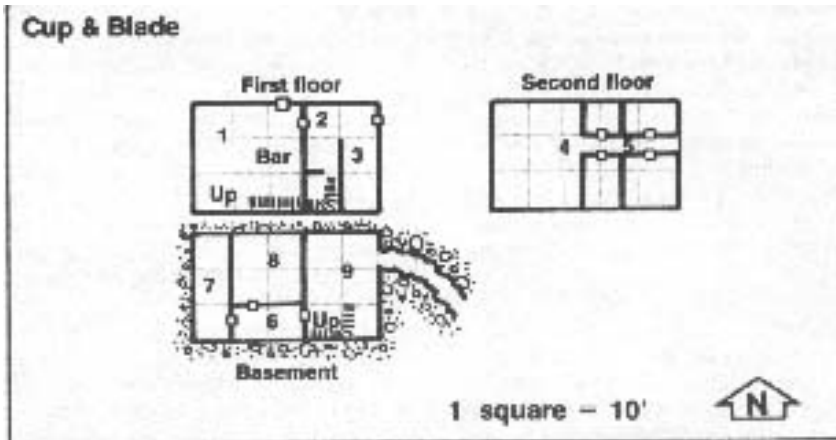 Cup & Blade
First floor
Second floor
1
2
3
Bar
Up
4
5
7
8
9
6
Up
Basement
1 square – 10'
N